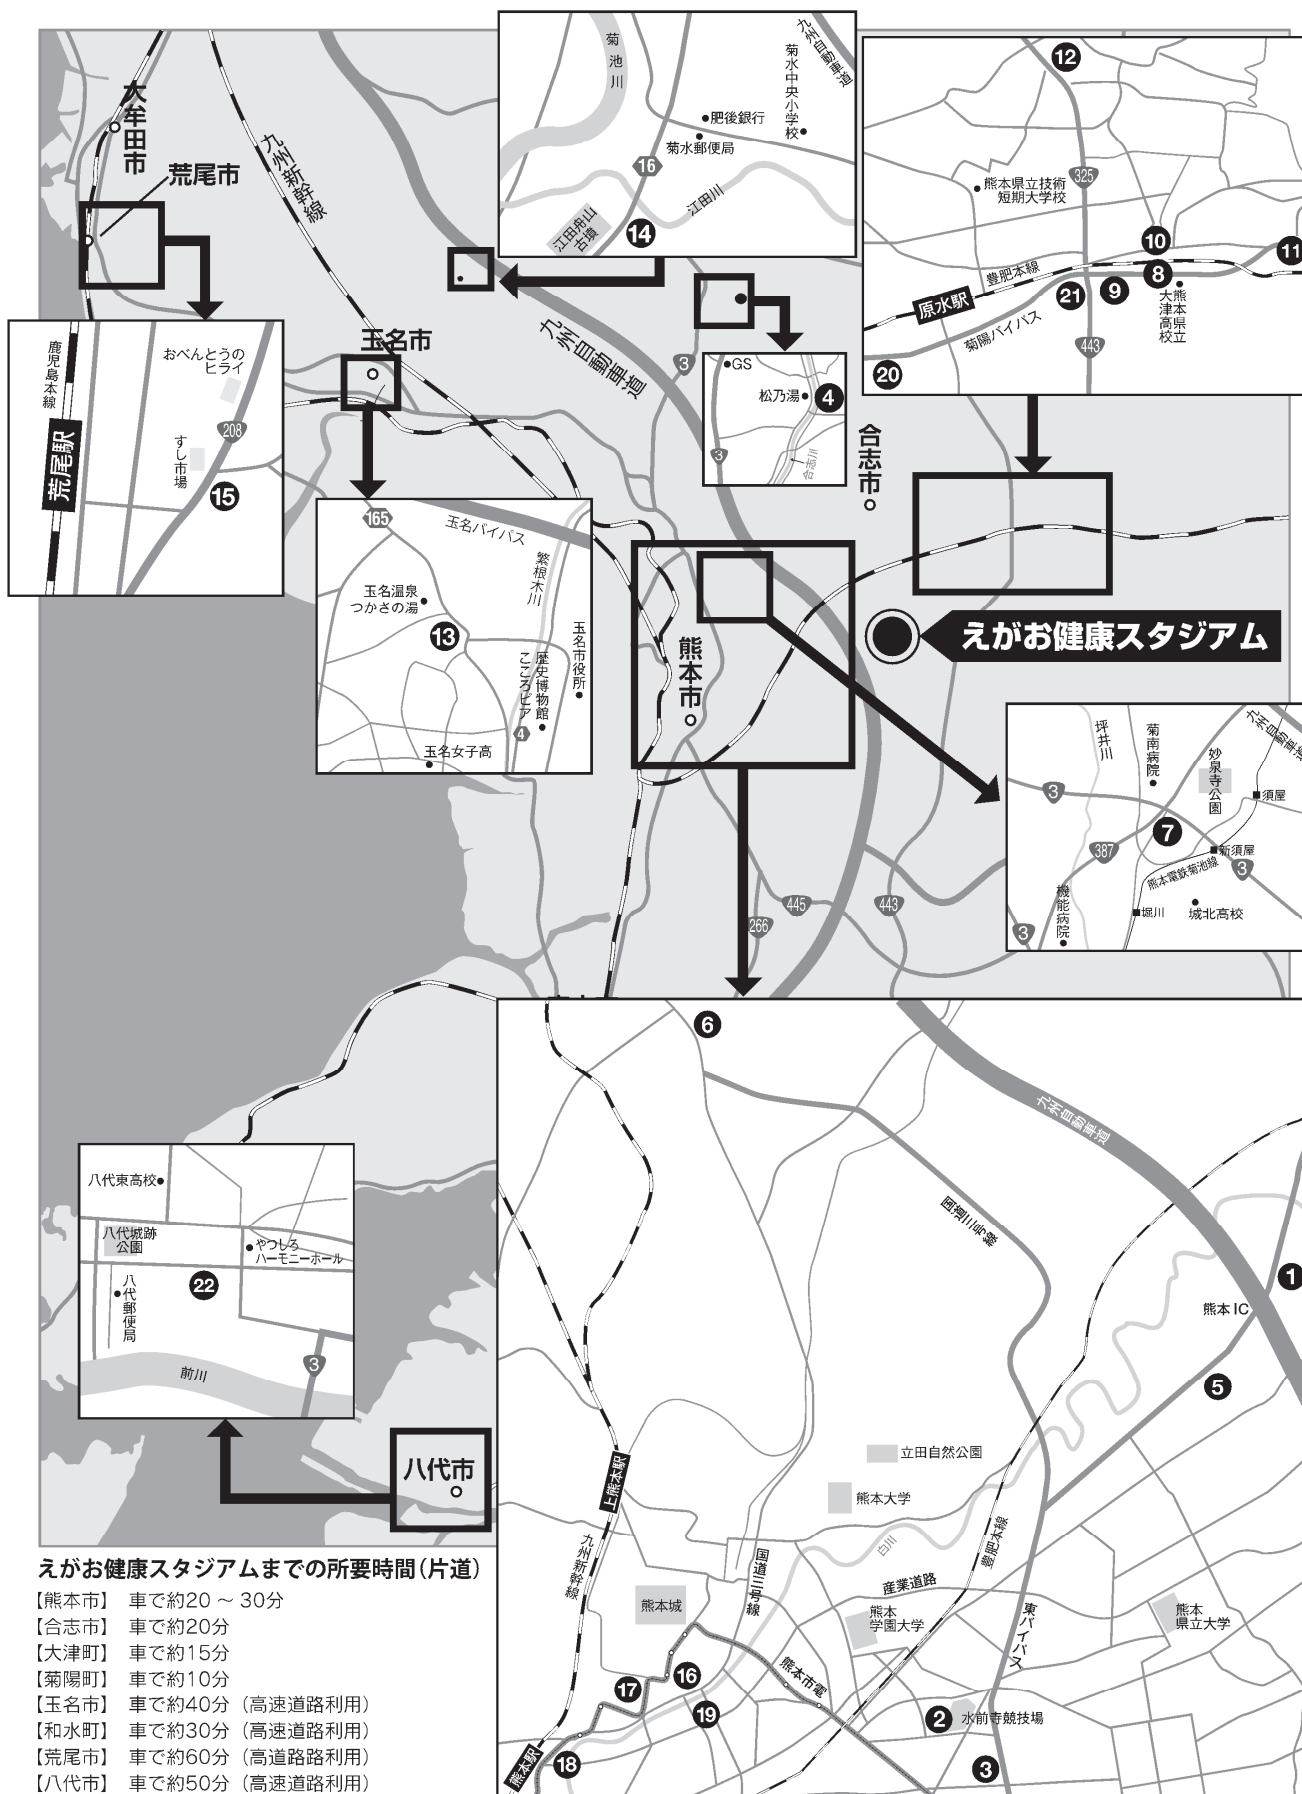 大牟田市
荒尾市
九州新幹線
玉名市
九州自動車道
3
合志市
熊本市
えがお健康スタジアム
445
443
266
八代市
菊池川
九州自動車道
菊水中央小学校
肥後銀行
菊水郵便局
16
江田川
江田船山
古墳
14
12
熊本県立技術
短期大学校
325
10
11
豊肥本線
8
9
21
原水駅
熊本県立
大津高校
菊陽バイパス
443
20
GS
松乃湯
4
3
合志川
鹿児島本線
おべんとうの
ヒライ
208
荒尾駅
すし市場
15
165
玉名バイパス
繁根木川
玉名温泉
つかさの湯
13
玉名市役所
歴史博物館
こころピア
4
玉名女子高
坪井川
菊南病院
妙泉寺公園
九州自動車道
3
須屋
7
387
新須屋
3
熊本電鉄菊池線
機能病院
堀川
城北高校
3
6
九州自動車道
国道三号線
1
熊本IC
5
立田自然公園
上熊本駅
熊本大学
九州新幹線
白川
豊肥本線
国道三号線
産業道路
熊本城
熊本
学園大学
東バイパス
熊本
県立大学
16
熊本市電
17
19
2
水前寺競技場
18
熊本駅
3
八代東高校
八代城跡
公園
やつしろ
ハーモニーホール
22
八代郵便局
3
前川
えがお健康スタジアムまでの所要時間(片道)
【熊本市】 車で約20 ～ 30分
【合志市】 車で約20分
【大津町】 車で約15分
【菊陽町】 車で約10分
【玉名市】 車で約40分（高速道路利用）
【和水町】 車で約30分（高速道路利用）
【荒尾市】 車で約60分（高道路路利用）
【八代市】 車で約50分（高速道路利用）